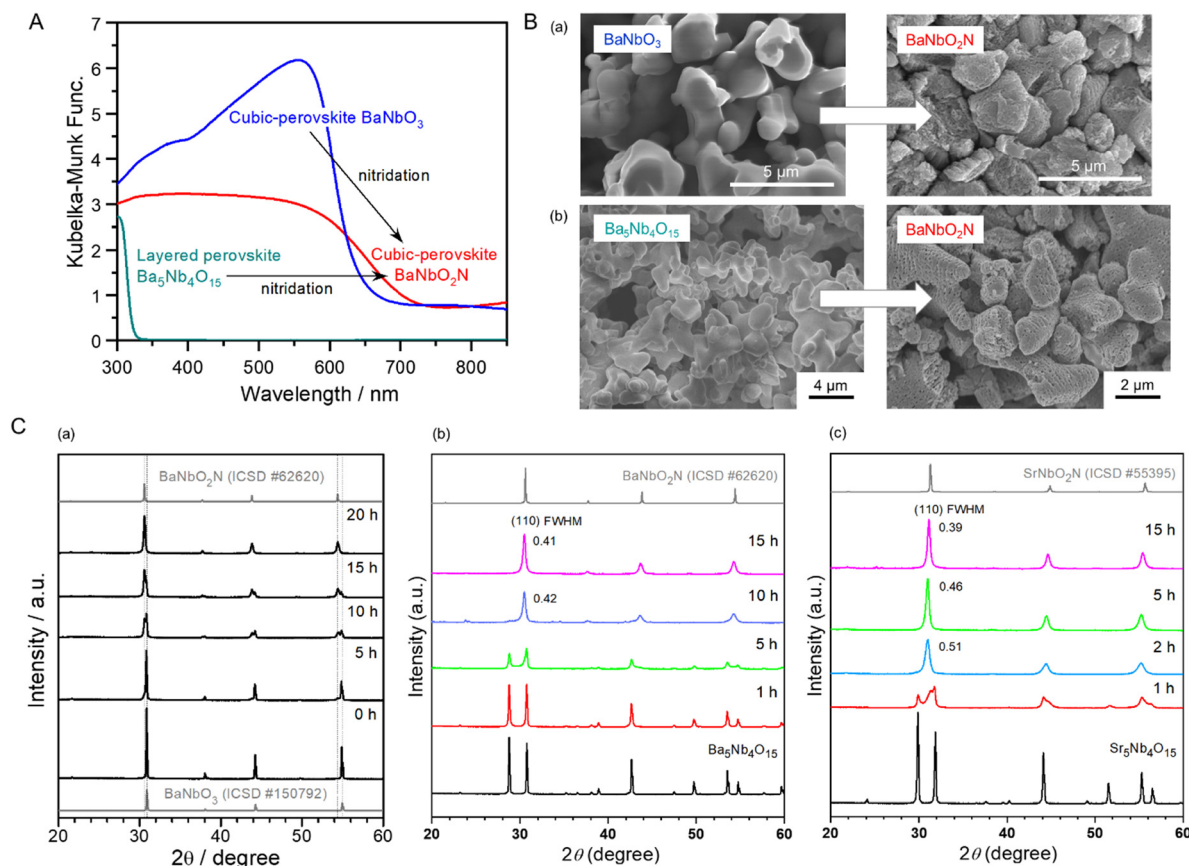 A
Kubelka-Munk Func.
7
6
5
4
3
2
1
0
Cubic-perovskite BaNbO₃
nitridation
Layered perovskite
Ba₅Nb₄O₁₅
nitridation
Cubic-perovskite
BaNbO₂N
300 400 500 600 700 800
Wavelength / nm
B
(a)
BaNbO₃
5 µm
BaNbO₂N
5 µm
(b)
Ba₅Nb₄O₁₅
4 µm
BaNbO₂N
2 µm
C
(a)
Intensity / a.u.
BaNbO₂N (ICSD #62620)
20 h
15 h
10 h
5 h
0 h
BaNbO₃ (ICSD #150792)
20 30 40 50 60
2θ / degree
(b)
Intensity (a.u.)
BaNbO₂N (ICSD #62620)
(110) FWHM
0.41
15 h
0.42
10 h
5 h
1 h
Ba₅Nb₄O₁₅
20 30 40 50 60
2θ (degree)
(c)
Intensity (a.u.)
SrNbO₂N (ICSD #55395)
(110) FWHM
0.39
15 h
0.46
5 h
0.51
2 h
1 h
Sr₅Nb₄O₁₅
20 30 40 50 60
2θ (degree)